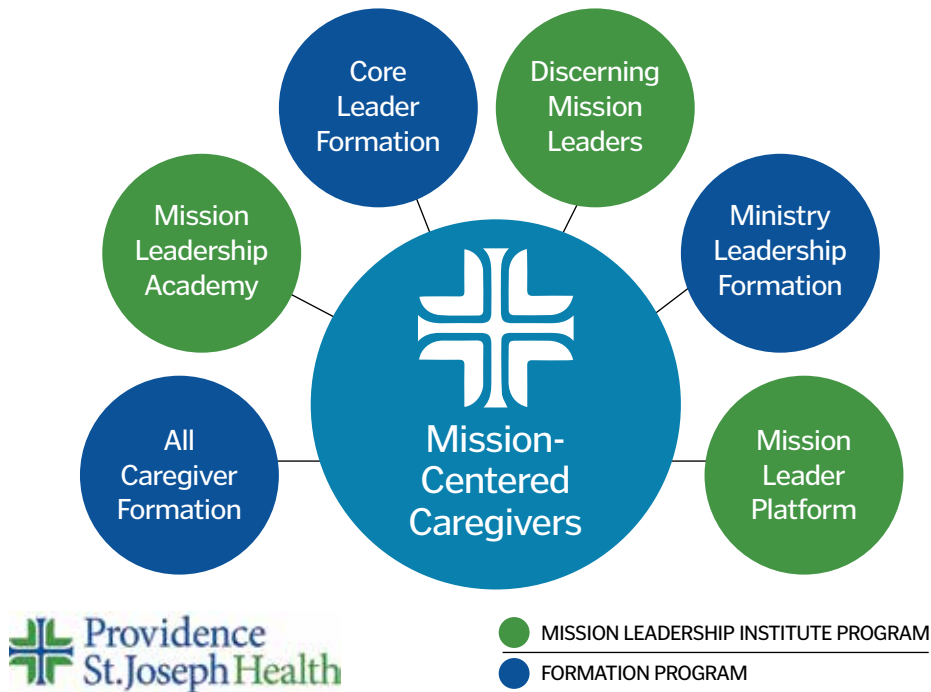 Core
Leader
Formation
Discerning
Mission
Leaders
Mission
Leadership
Academy
Ministry
Leadership
Formation
All
Caregiver
Formation
Mission-
Centered
Caregivers
Mission
Leader
Platform
Providence
St.Joseph Health
MISSION LEADERSHIP INSTITUTE PROGRAM
FORMATION PROGRAM